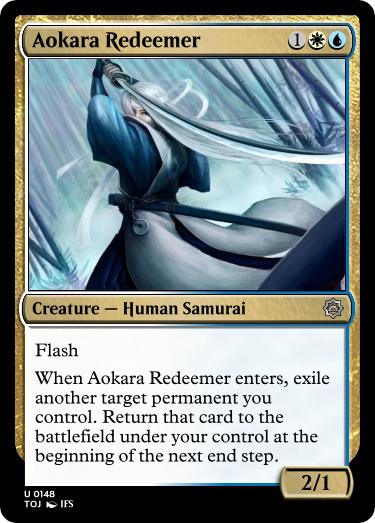 Aokara Redeemer 1
Creature — Human Samurai
Flash
When Aokara Redeemer enters, exile
another target permanent you
control. Return that card to the
battlefield under your control at the
beginning of the next end step.
2/1
U 0148
TOJ IFS